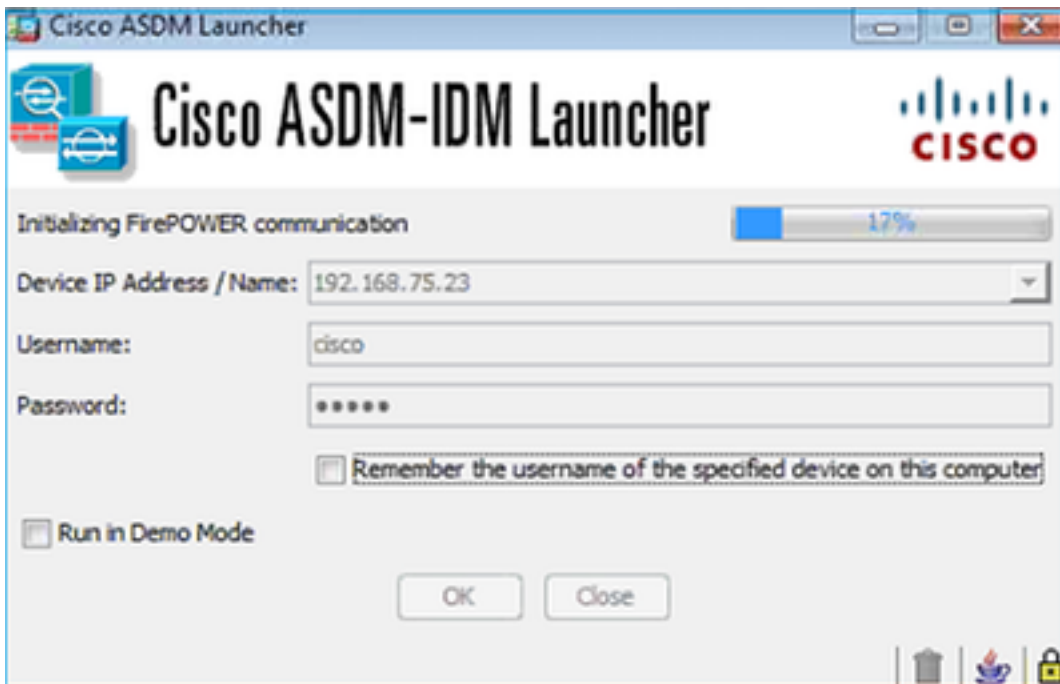 Cisco ASDM Launcher
Cisco ASDM-IDM Launcher
CISCO
Initializing FirePOWER communication
17%
Device IP Address / Name: 192.168.75.23
Username: cisco
Password: •••••
Remember the username of the specified device on this computer
Run in Demo Mode
OK Close